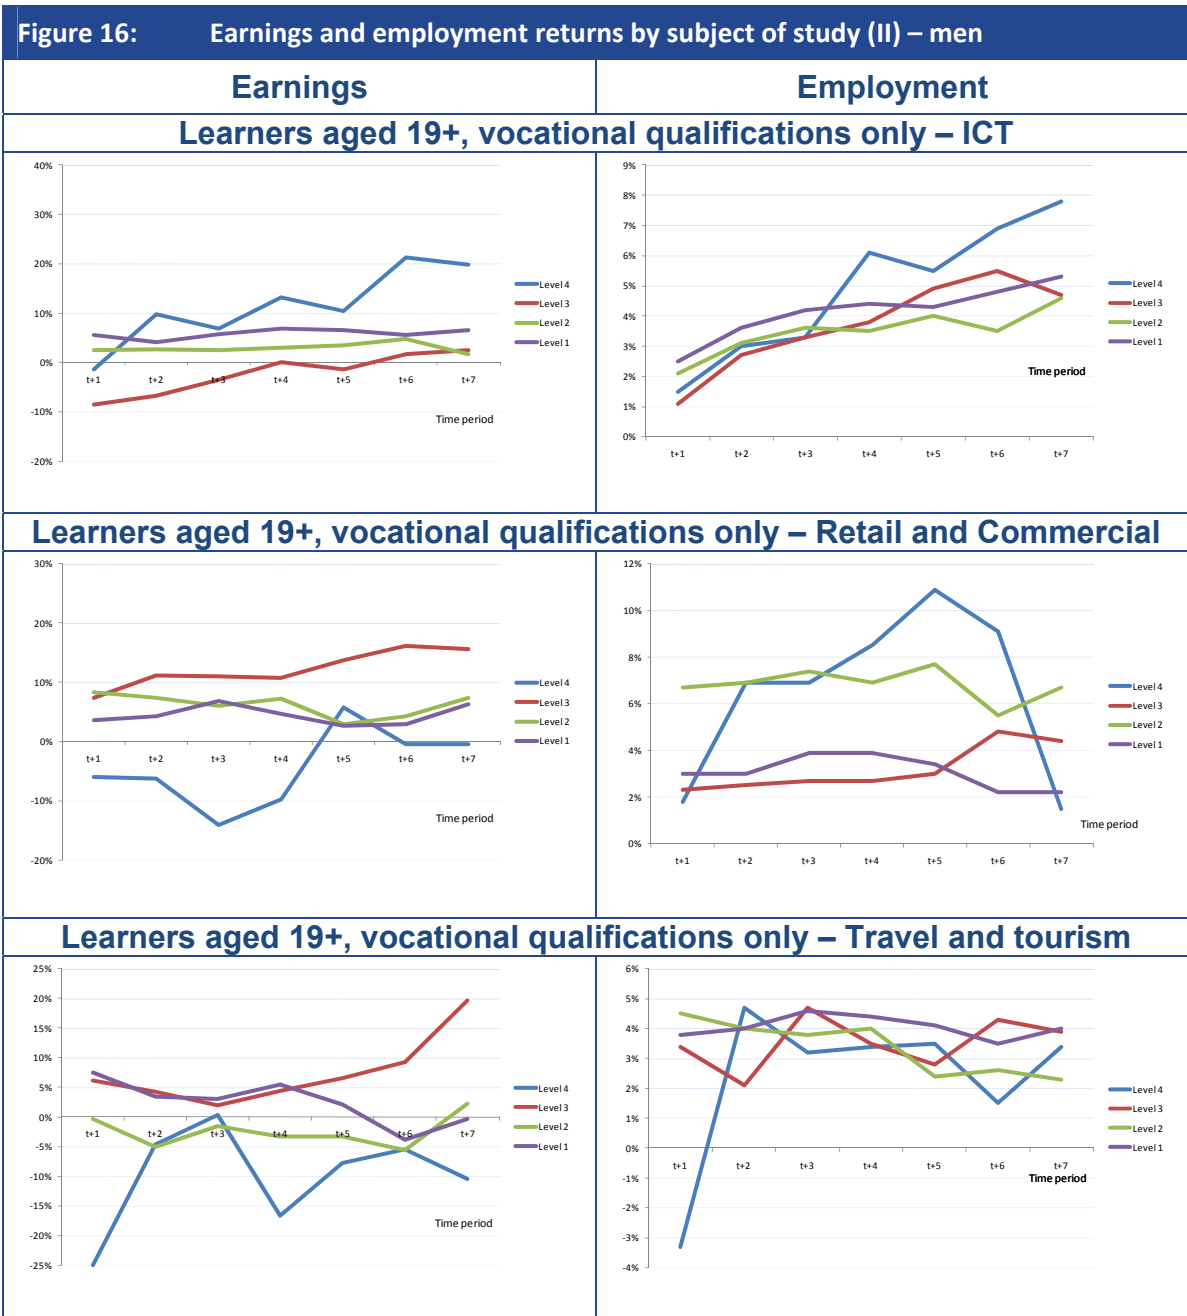 Figure 16: Earnings and employment returns by subject of study (II) – men
Earnings Employment
Learners aged 19+, vocational qualifications only – ICT
40%
30%
20%
10%
0%
-10%
-20%
t+1 t+2 t+3 t+4 t+5 t+6 t+7
Time period
Level 4
Level 3
Level 2
Level 1
9%
8%
7%
6%
5%
4%
3%
2%
1%
0%
t+1 t+2 t+3 t+4 t+5 t+6 t+7
Time period
Level 4
Level 3
Level 2
Level 1
Learners aged 19+, vocational qualifications only – Retail and Commercial
30%
20%
10%
0%
-10%
-20%
t+1 t+2 t+3 t+4 t+5 t+6 t+7
Time period
Level 4
Level 3
Level 2
Level 1
12%
10%
8%
6%
4%
2%
0%
t+1 t+2 t+3 t+4 t+5 t+6 t+7
Time period
Level 4
Level 3
Level 2
Level 1
Learners aged 19+, vocational qualifications only – Travel and tourism
25%
20%
15%
10%
5%
0%
-5%
-10%
-15%
-20%
-25%
t+1 t+2 t+3 t+4 t+5 t+6 t+7
Time period
Level 4
Level 3
Level 2
Level 1
6%
5%
4%
3%
2%
1%
0%
-1%
-2%
-3%
-4%
t+1 t+2 t+3 t+4 t+5 t+6 t+7
Time period
Level 4
Level 3
Level 2
Level 1